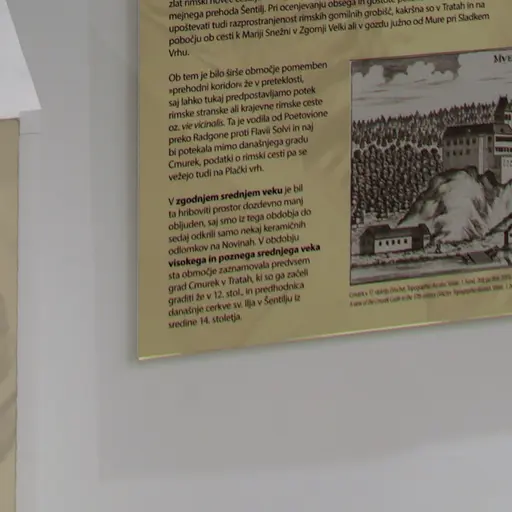 zlat rimski novec
mejnega prehoda Šentilj. Pri ocenjevanju obsega in gostote
upoštevati tudi razprostranjenost rimskih gomilnih grobišč, kakršna so v Tratah in na
pobočju ob cesti k Mariji Snežni v Zgornji Velki ali v gozdu južno od Mure pri Sladkem
Vrhu.
Ob tem je bilo širše območje pomemben
»prehodni koridor« že v preteklosti,
saj lahko tukaj predpostavljamo potek
rimske stranske ali krajevne rimske ceste
oz. vie vicinalis. Ta je vodila od Poetovione
preko Radgone proti Flavii Solvi in naj
bi potekala mimo današnjega gradu
Cmurek, podatki o rimski cesti pa se
vežejo tudi na Plački vrh.
V zgodnjem srednjem veku je bil
ta hriboviti prostor dozdevno manj
obljuden, saj smo iz tega obdobja do
sedaj odkrili samo nekaj keramičnih
odlomkov na Novinah. V obdobju
visokega in poznega srednjega veka
sta območje zaznamovala predvsem
grad Cmurek v Tratah, ki so ga začeli
graditi že v 12. stol., in predhodnica
današnje cerkve sv. Ilja v Šentilju iz
sredine 14. stoletja.